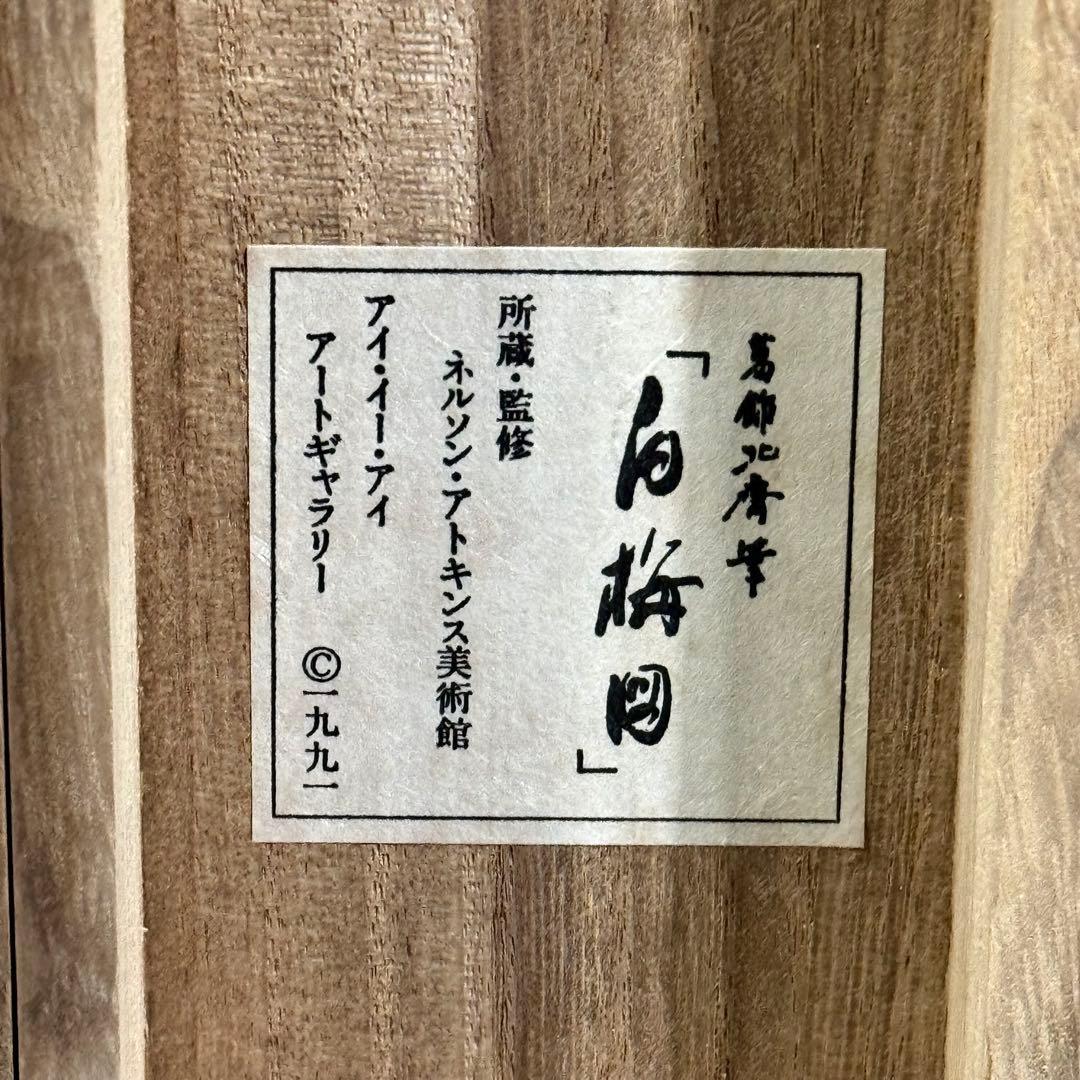 葛飾北斎筆
「白梅図」
所蔵・監修
ネルソン・アトキンス美術館
アイ・イー・アイ
アートギャラリー ©一九九一